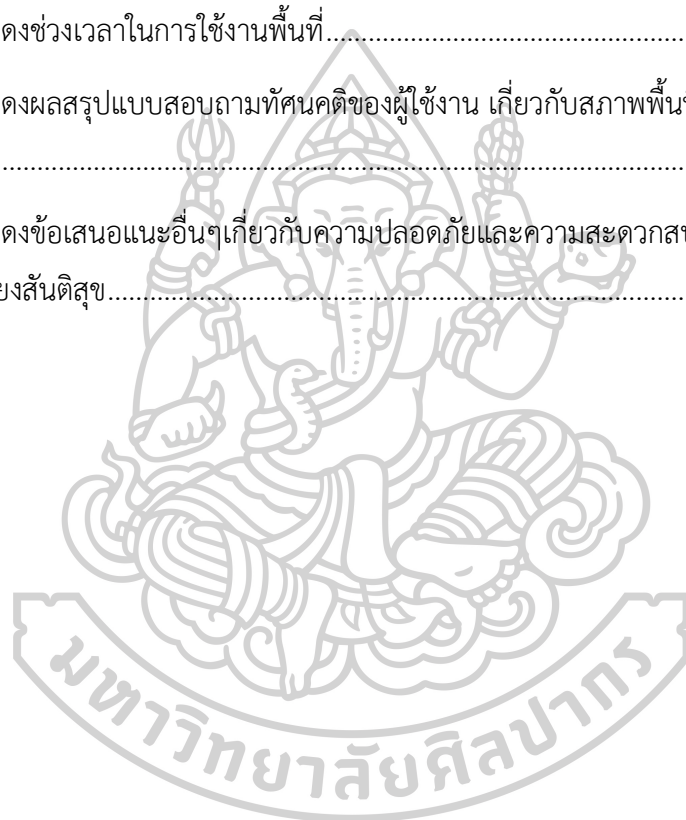 ดงช่วงเวลาในการใช้งานพื้นที่.......................................................
ดงผลสรุปแบบสอบถามทัศนคติของผู้ใช้งาน เกี่ยวกับสภาพพื้น
...............................................................................................
ดงข้อเสนอแนะอื่นๆเกี่ยวกับความปลอดภัยและความสะดวกส
ยงสันติสุข...............................................................................
มหาวิทยาลัยศิลปากร